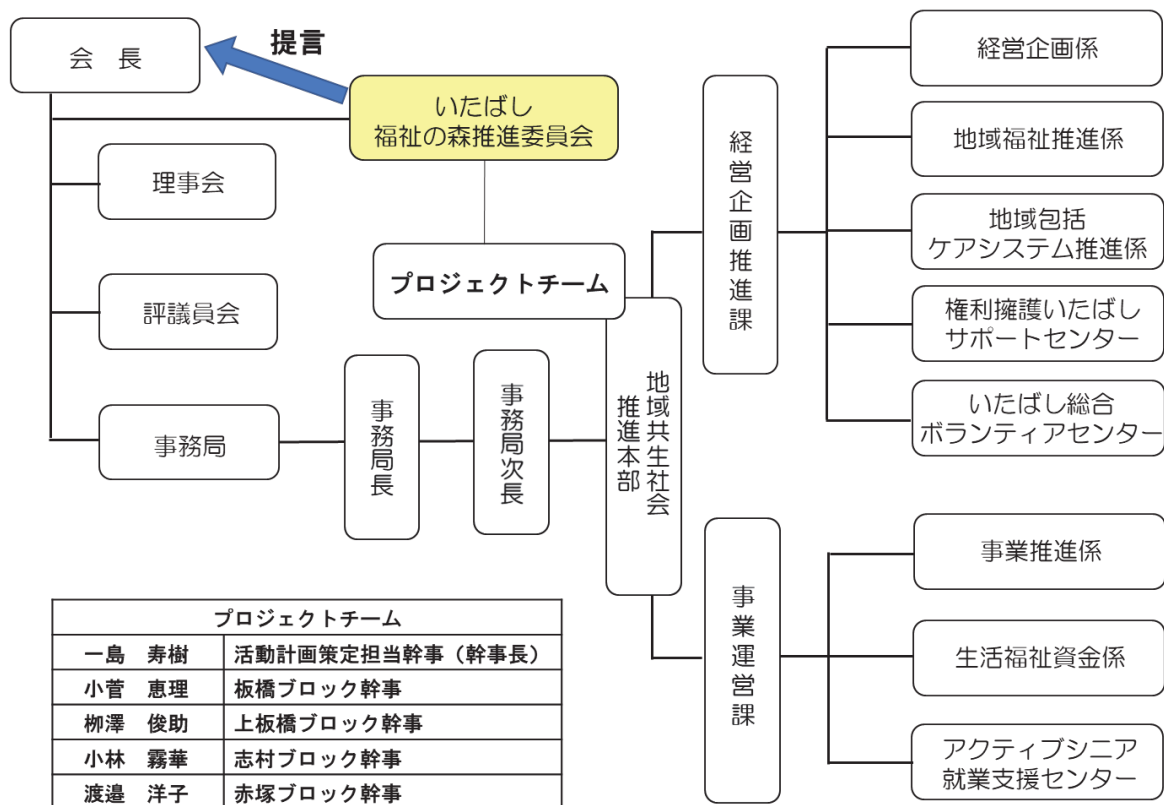 会　長
提言
いたばし
福祉の森推進委員会
理事会
評議員会
事務局
事務局長
事務局次長
プロジェクトチーム
地域共生社会
推進本部
経営企画推進課
経営企画係
地域福祉推進係
地域包括
ケアシステム推進係
権利擁護いたばし
サポートセンター
いたばし総合
ボランティアセンター
事業運営課
事業推進係
生活福祉資金係
アクティブシニア
就業支援センター
プロジェクトチーム
一島　寿樹　活動計画策定担当幹事（幹事長）
小菅　恵理　板橋ブロック幹事
栁澤　俊助　上板橋ブロック幹事
小林　霧華　志村ブロック幹事
渡邉　洋子　赤塚ブロック幹事